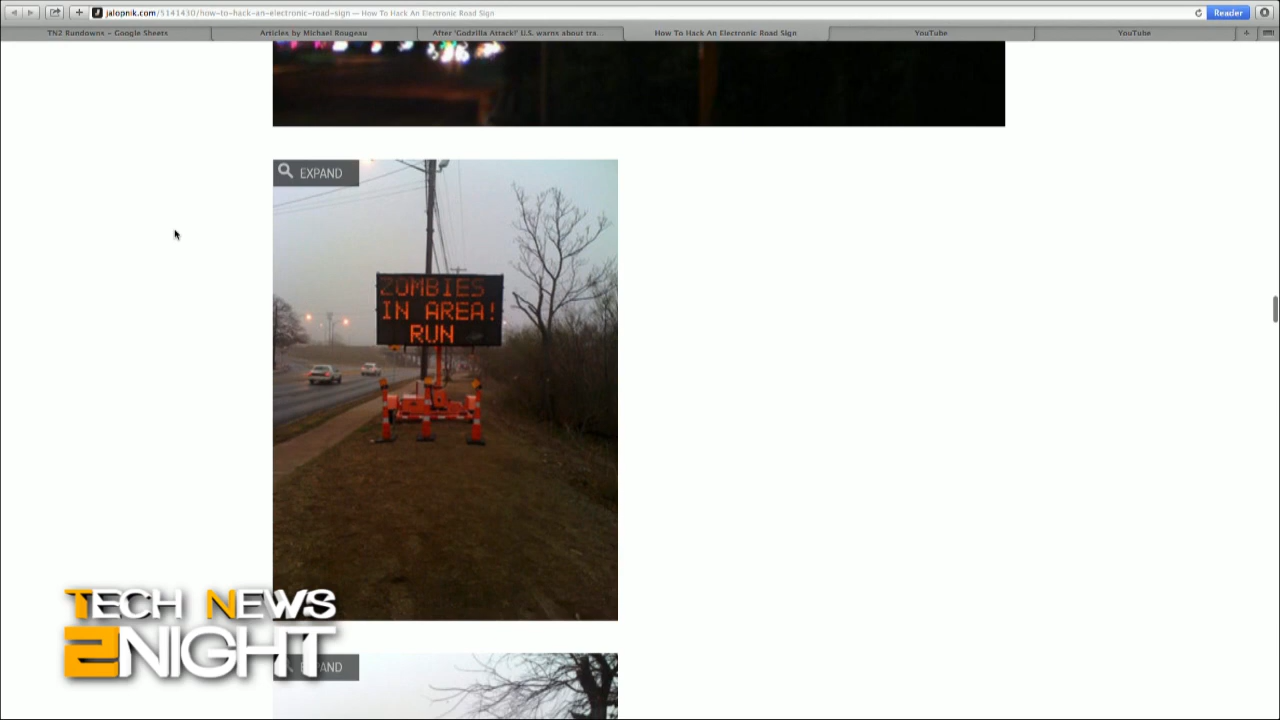 jalopnik.com/5141430/how-to-hack-an-electronic-road-sign — How To Hack An Electronic Road Sign
Reader
TN2 Rundowns – Google Sheets
Articles by Michael Rougeau
After 'Godzilla Attack!' U.S. warns about tra...
How To Hack An Electronic Road Sign
YouTube
YouTube
EXPAND
ZOMBIES
IN AREA!
RUN
TECH NEWS
2NIGHT
EXPAND